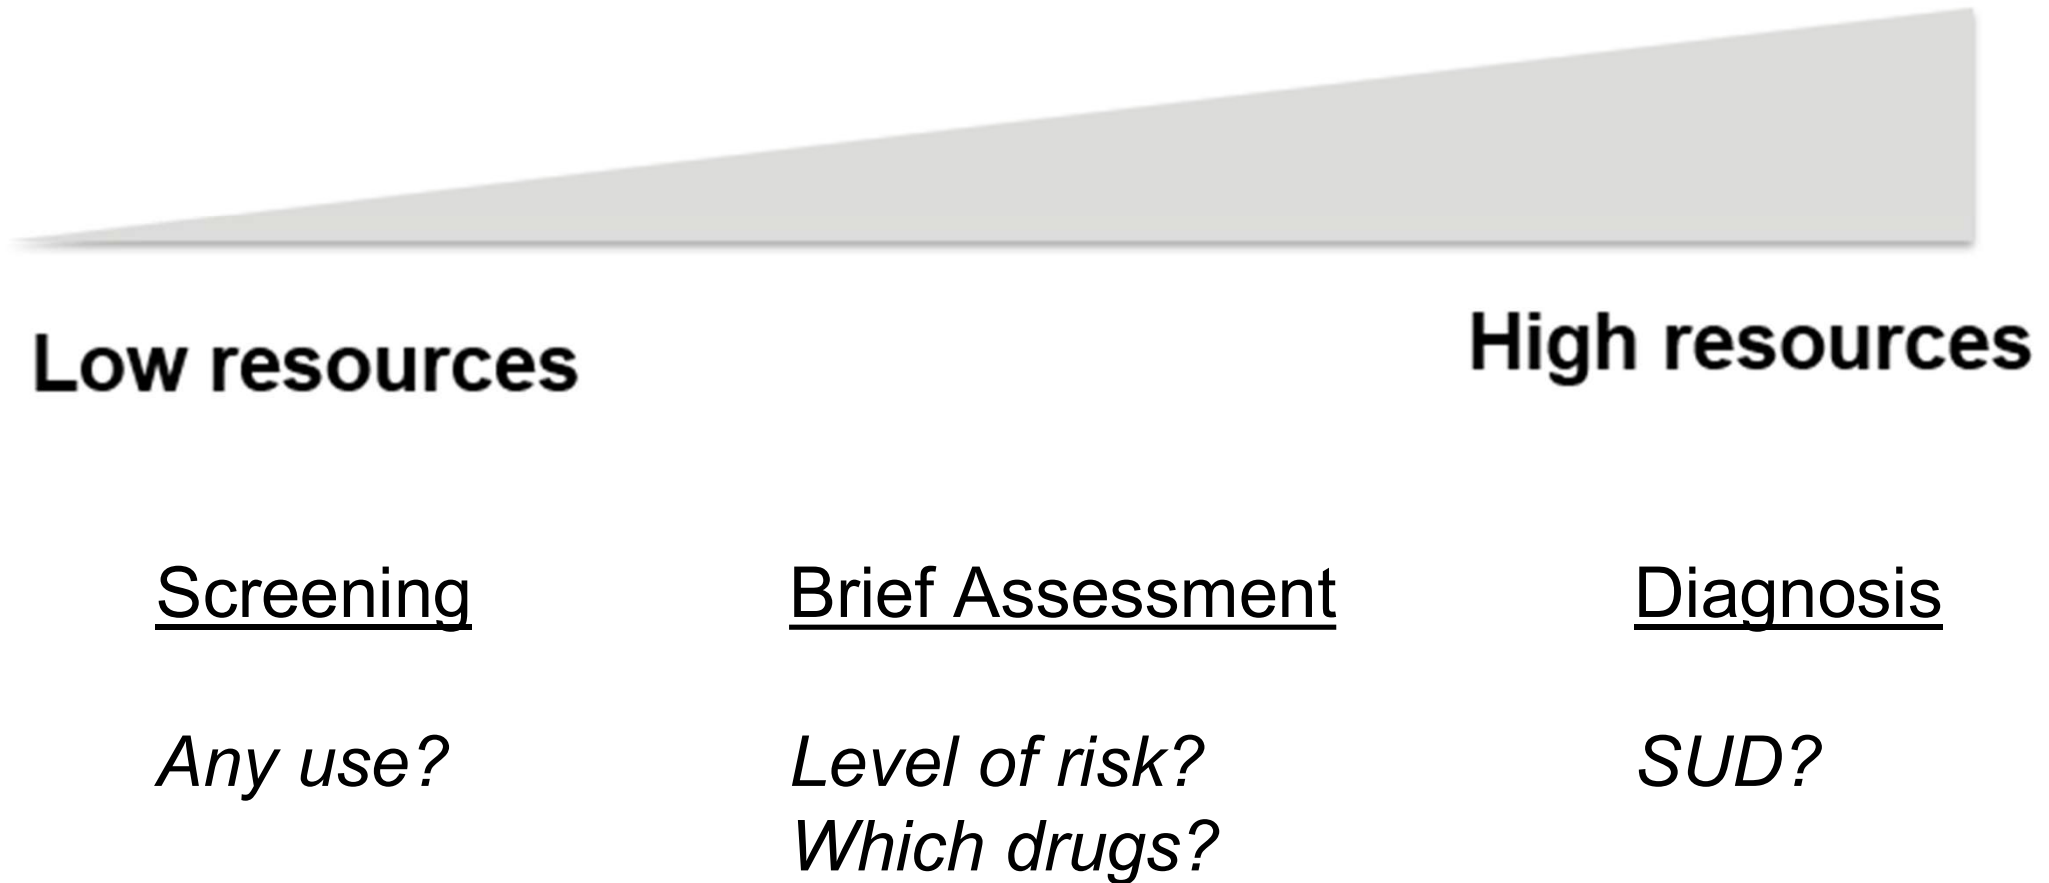 Low resources
High resources
Screening
Brief Assessment
Diagnosis
Any use?
Level of risk?
SUD?
Which drugs?